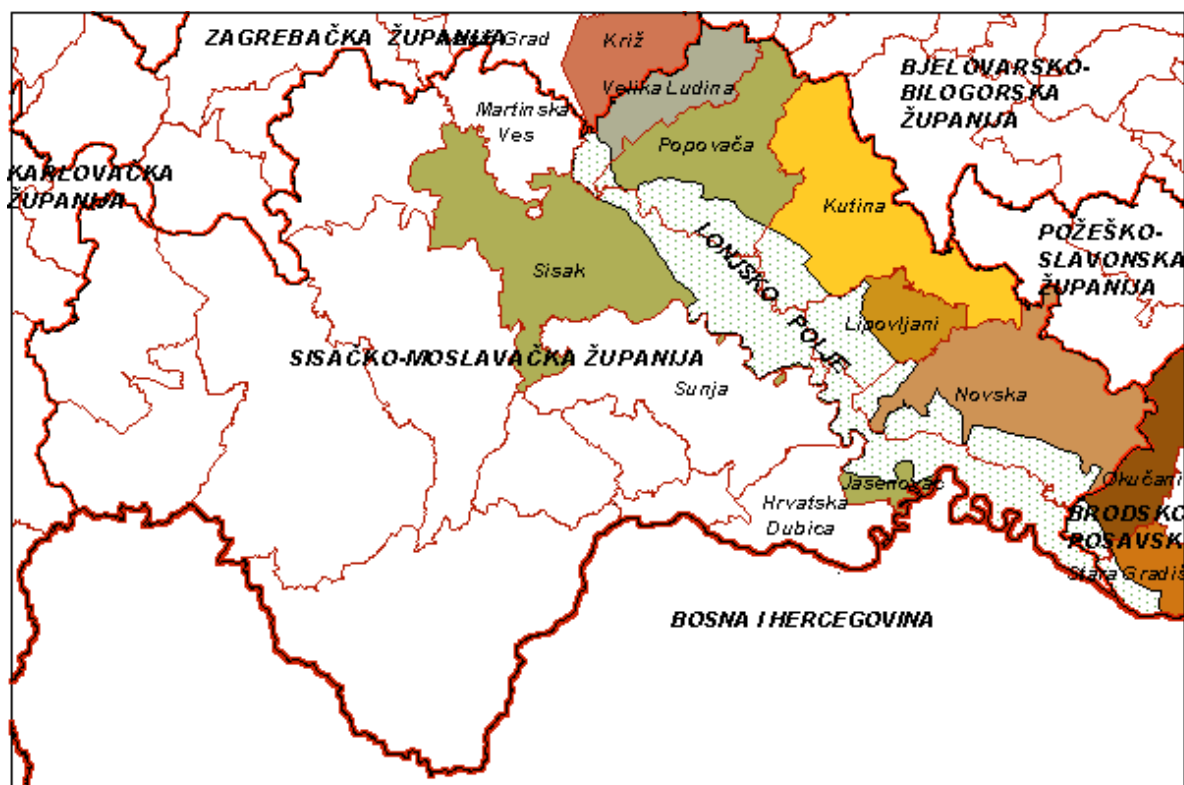 ZAGREBAČKA ŽUPANIJA
Grad
Križ
BJELOVARSKO-
BILOGORSKA
ŽUPANIJA
Velika Ludina
Martinska
Ves
Popovača
KARLOVAČKA
ŽUPANIJA
Kutina
POŽEŠKO-
SLAVONSKA
ŽUPANIJA
LONJSKO POLJE
Sisak
Lipovljani
SISAČKO-MOSLAVAČKA ŽUPANIJA
Sunja
Novska
Jasenovac
Okučani
Hrvatska
Dubica
BRODSKO
POSAVSK
Stara Gradiš
BOSNA I HERCEGOVINA